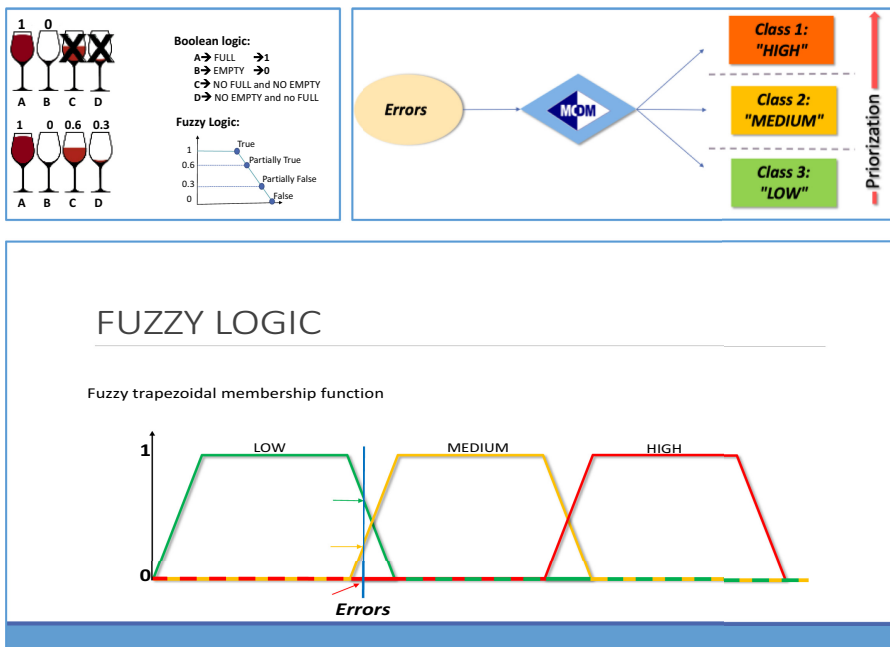 1 0
A B C D
1 0 0.6 0.3
A B C D
Boolean logic:
A→ FULL →1
B→ EMPTY →0
C→ NO FULL and NO EMPTY
D→ NO EMPTY and no FULL
Fuzzy Logic:
1
0.6
0.3
0
True
Partially True
Partially False
False
Errors
MCDM
Class 1:
"HIGH"
Class 2:
"MEDIUM"
Class 3:
"LOW"
Priorization
FUZZY LOGIC
Fuzzy trapezoidal membership function
1
LOW
MEDIUM
HIGH
0
Errors